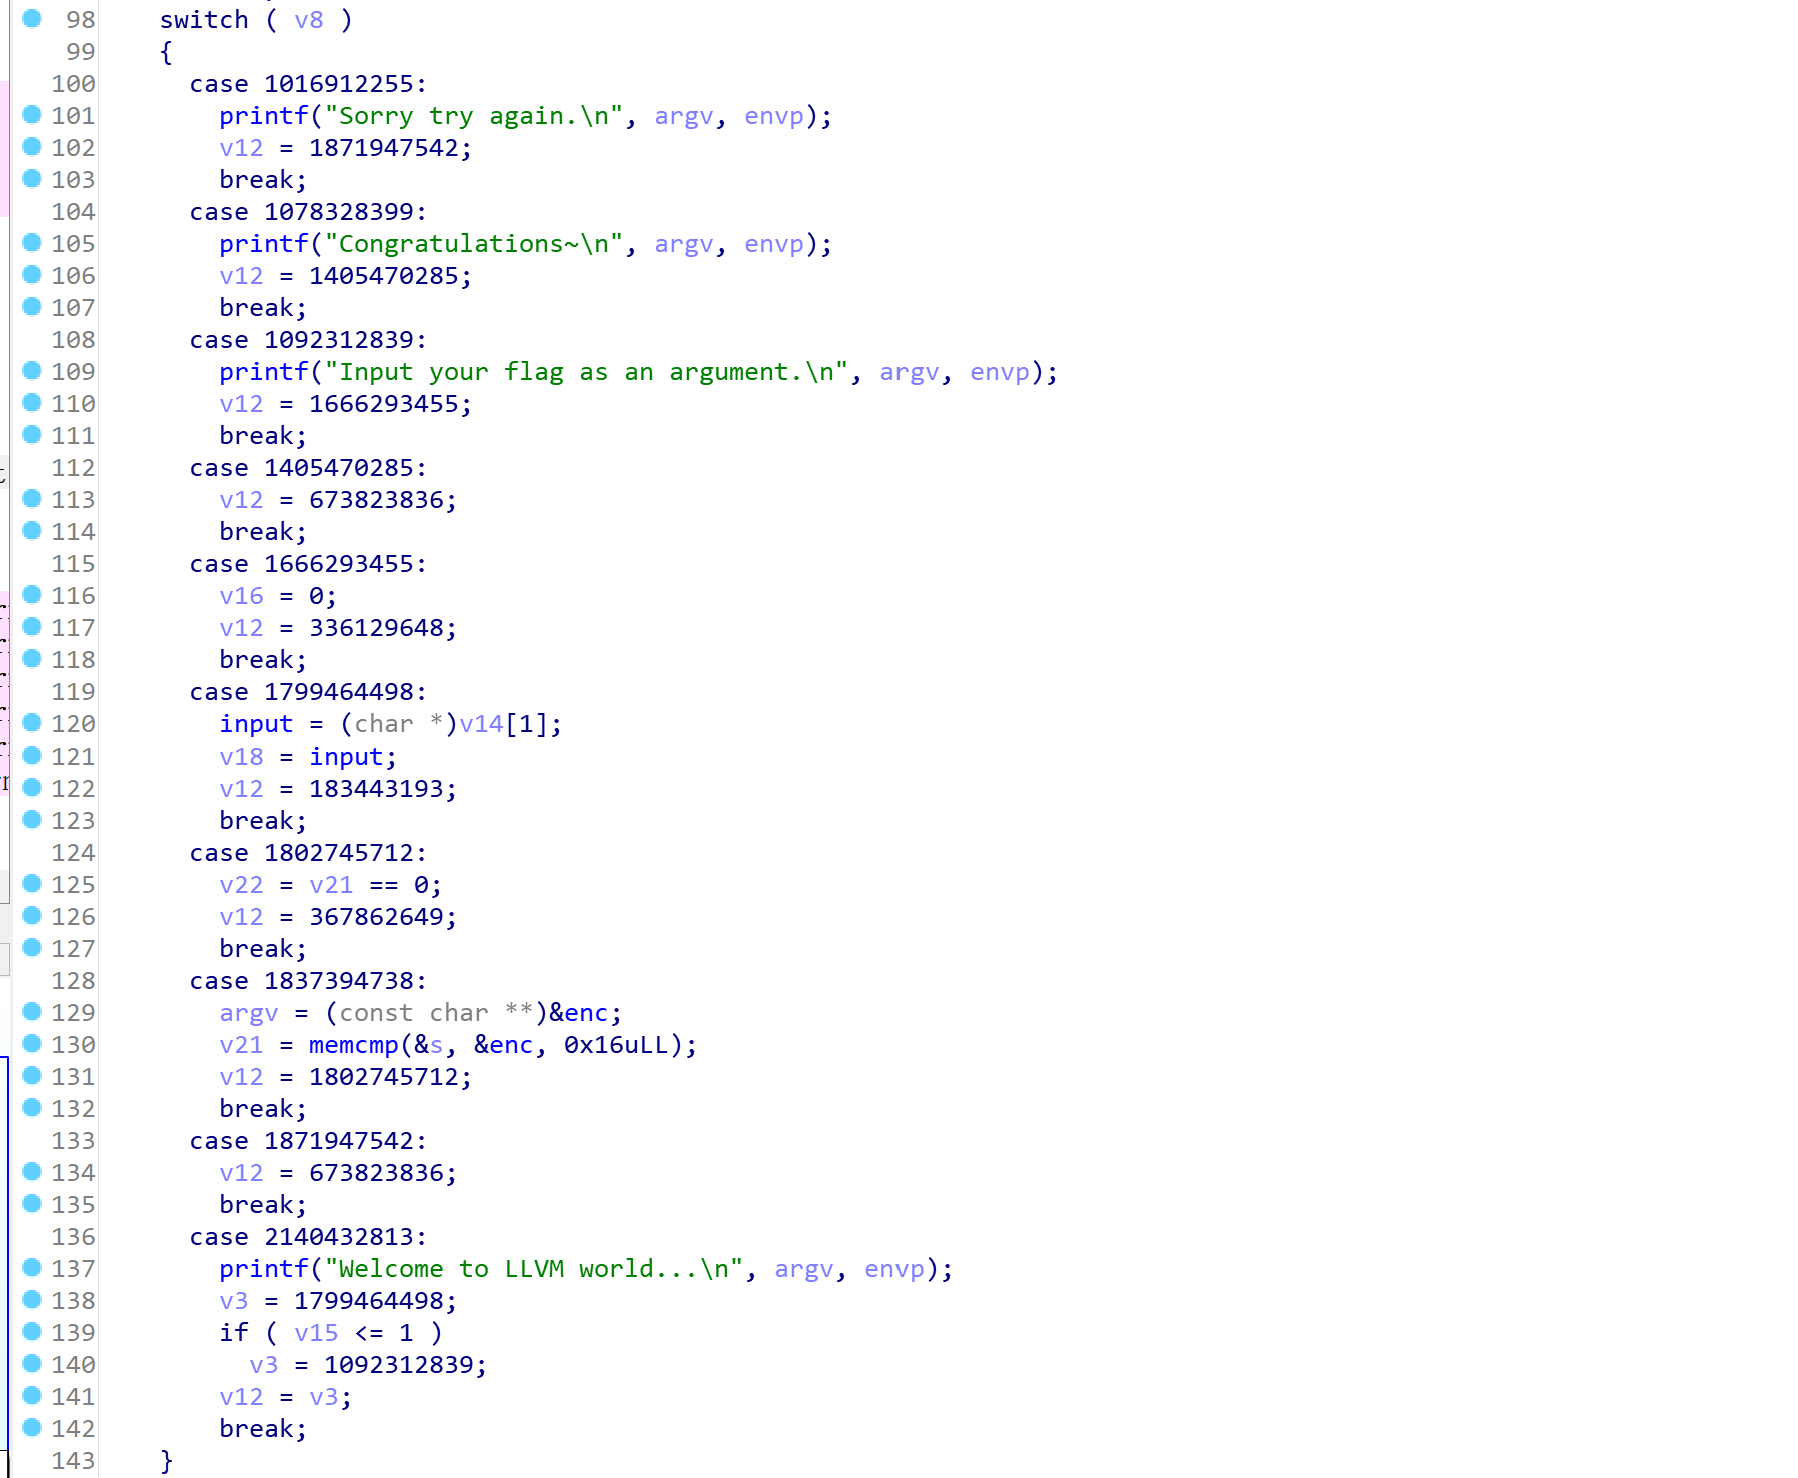 98 switch ( v8 )
99 {
100 case 1016912255:
101 printf("Sorry try again.\n", argv, envp);
102 v12 = 1871947542;
103 break;
104 case 1078328399:
105 printf("Congratulations~\n", argv, envp);
106 v12 = 1405470285;
107 break;
108 case 1092312839:
109 printf("Input your flag as an argument.\n", argv, envp);
110 v12 = 1666293455;
111 break;
112 case 1405470285:
113 v12 = 673823836;
114 break;
115 case 1666293455:
116 v16 = 0;
117 v12 = 336129648;
118 break;
119 case 1799464498:
120 input = (char *)v14[1];
121 v18 = input;
122 v12 = 183443193;
123 break;
124 case 1802745712:
125 v22 = v21 == 0;
126 v12 = 367862649;
127 break;
128 case 1837394738:
129 argv = (const char **)&enc;
130 v21 = memcmp(&s, &enc, 0x16uLL);
131 v12 = 1802745712;
132 break;
133 case 1871947542:
134 v12 = 673823836;
135 break;
136 case 2140432813:
137 printf("Welcome to LLVM world...\n", argv, envp);
138 v3 = 1799464498;
139 if ( v15 <= 1 )
140 v3 = 1092312839;
141 v12 = v3;
142 break;
143 }